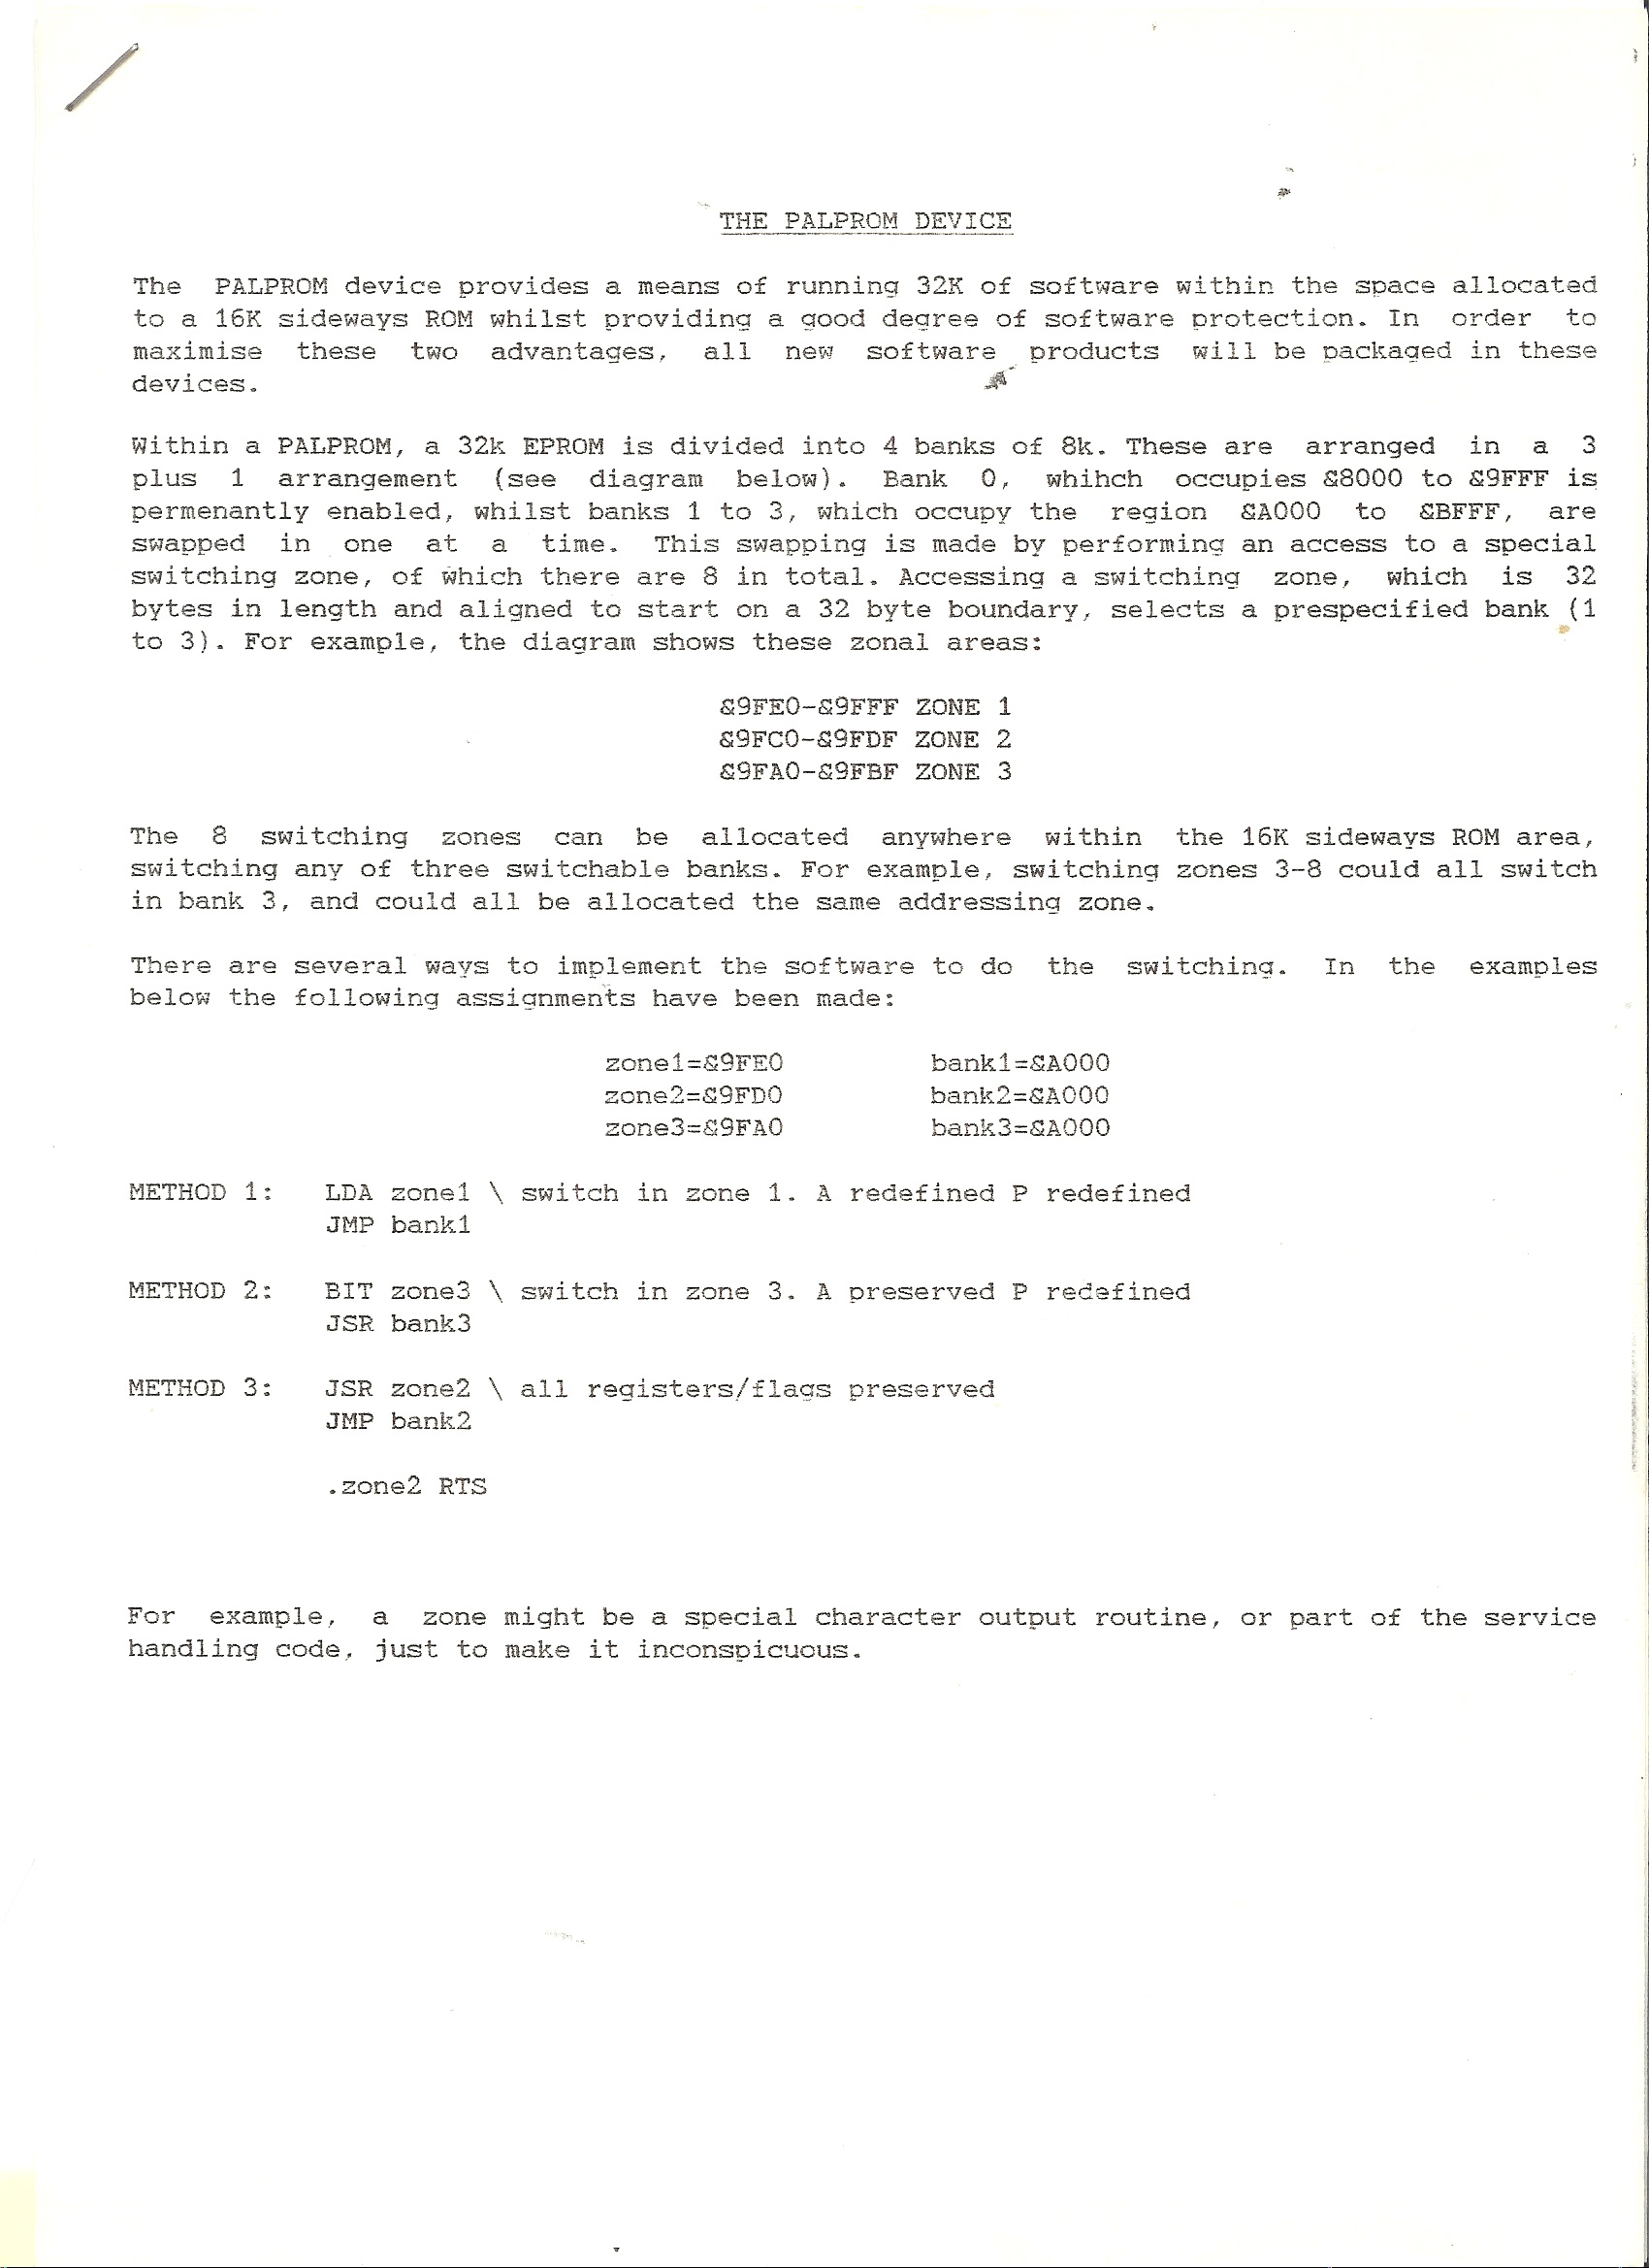 THE PALPROM DEVICE
The PALPROM device provides a means of running 32K of software within the space allocated
to a 16K sideways ROM whilst providing a good degree of software protection. In order to
maximise these two advantages, all new software products will be packaged in these
devices.
Within a PALPROM, a 32k EPROM is divided into 4 banks of 8k. These are arranged in a 3
plus 1 arrangement (see diagram below). Bank 0, whihch occupies &8000 to &9FFF is
permenantly enabled, whilst banks 1 to 3, which occupy the region &A000 to &BFFF, are
swapped in one at a time. This swapping is made by performing an access to a special
switching zone, of which there are 8 in total. Accessing a switching zone, which is 32
bytes in length and aligned to start on a 32 byte boundary, selects a prespecified bank (1
to 3). For example, the diagram shows these zonal areas:
&9FE0-&9FFF ZONE 1
&9FC0-&9FDF ZONE 2
&9FA0-&9FBF ZONE 3
The 8 switching zones can be allocated anywhere within the 16K sideways ROM area,
switching any of three switchable banks. For example, switching zones 3-8 could all switch
in bank 3, and could all be allocated the same addressing zone.
There are several ways to implement the software to do the switching. In the examples
below the following assignments have been made:
zone1=&9FE0 bank1=&A000
zone2=&9FD0 bank2=&A000
zone3=&9FA0 bank3=&A000
METHOD 1: LDA zone1 \ switch in zone 1. A redefined P redefined
JMP bank1
METHOD 2: BIT zone3 \ switch in zone 3. A preserved P redefined
JSR bank3
METHOD 3: JSR zone2 \ all registers/flags preserved
JMP bank2
.zone2 RTS
For example, a zone might be a special character output routine, or part of the service
handling code, just to make it inconspicuous.